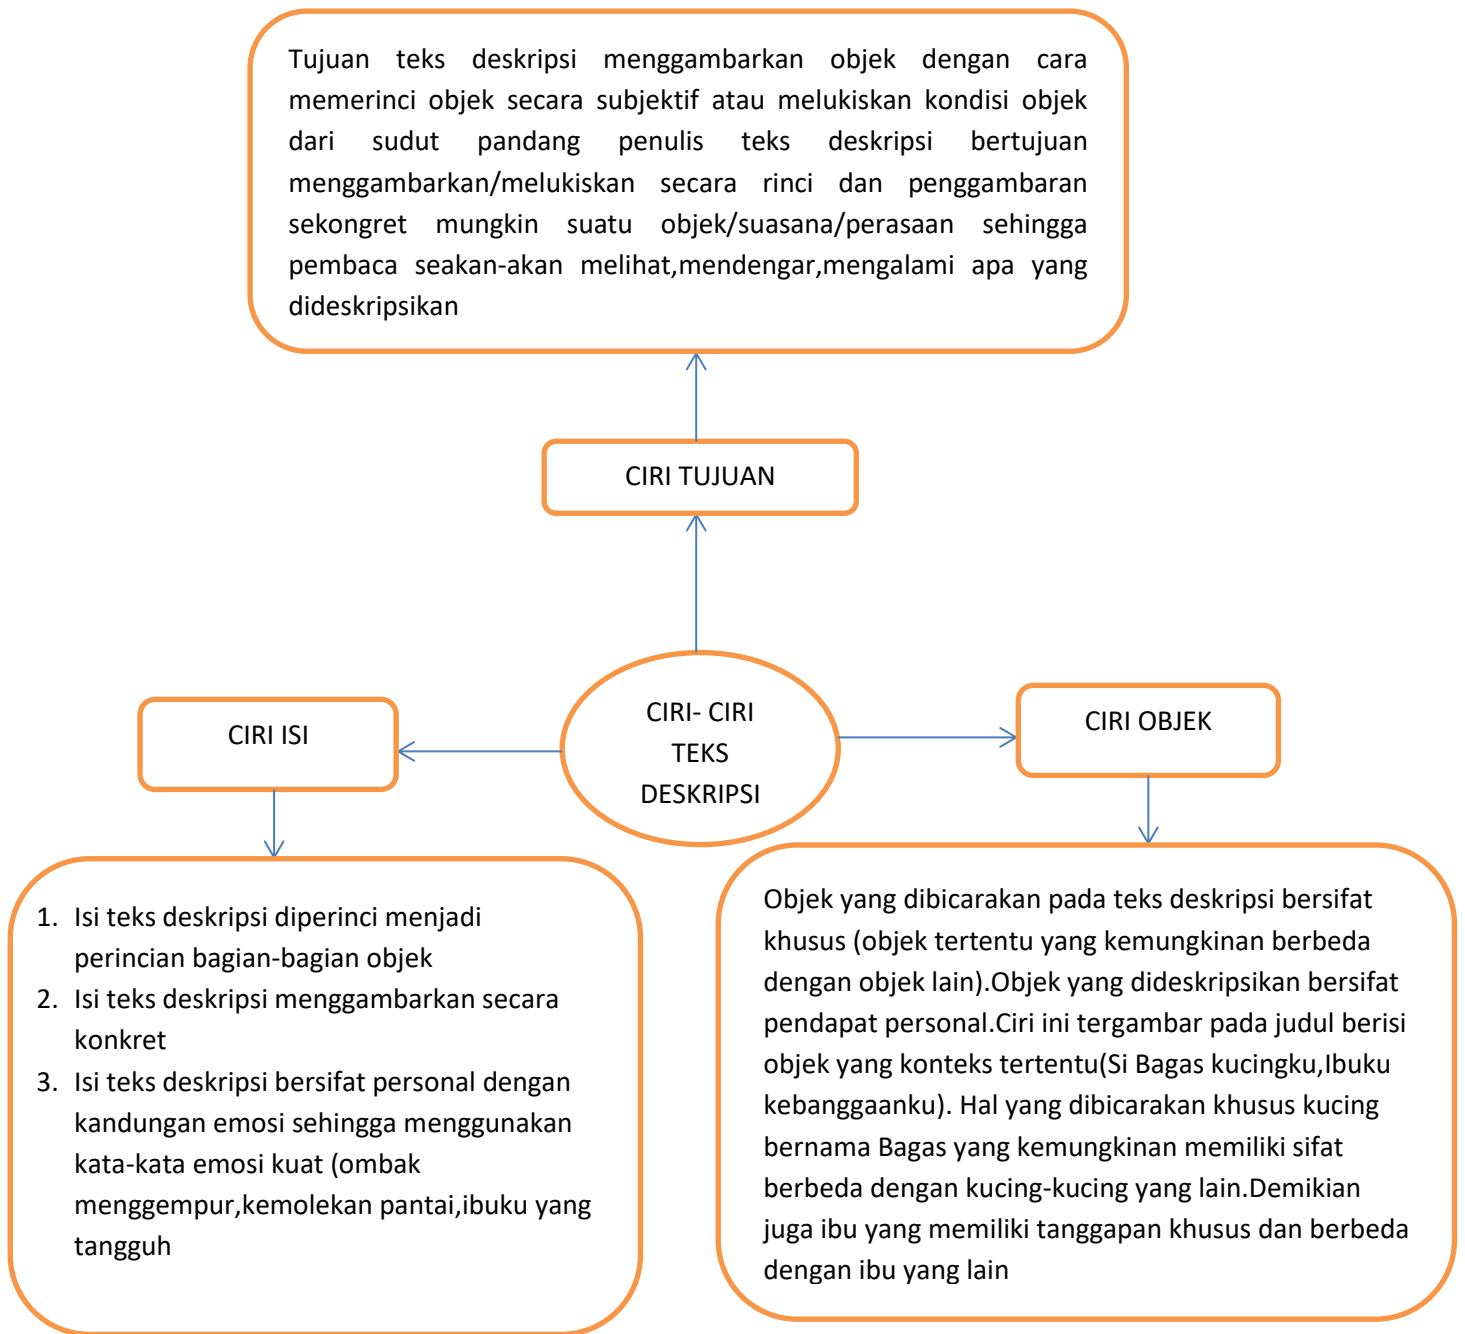 Tujuan teks deskripsi menggambarkan objek dengan cara
memerinci objek secara subjektif atau melukiskan kondisi objek
dari sudut pandang penulis teks deskripsi bertujuan
menggambarkan/melukiskan secara rinci dan penggambaran
sekongret mungkin suatu objek/suasana/perasaan sehingga
pembaca seakan-akan melihat,mendengar,mengalami apa yang
dideskripsikan
CIRI TUJUAN
CIRI ISI
CIRI- CIRI
TEKS
DESKRIPSI
CIRI OBJEK
1. Isi teks deskripsi diperinci menjadi
perincian bagian-bagian objek
2. Isi teks deskripsi menggambarkan secara
konkret
3. Isi teks deskripsi bersifat personal dengan
kandungan emosi sehingga menggunakan
kata-kata emosi kuat (ombak
menggempur,kemolekan pantai,ibuku yang
tangguh
Objek yang dibicarakan pada teks deskripsi bersifat
khusus (objek tertentu yang kemungkinan berbeda
dengan objek lain).Objek yang dideskripsikan bersifat
pendapat personal.Ciri ini tergambar pada judul berisi
objek yang konteks tertentu(Si Bagas kucingku,Ibuku
kebanggaanku). Hal yang dibicarakan khusus kucing
bernama Bagas yang kemungkinan memiliki sifat
berbeda dengan kucing-kucing yang lain.Demikian
juga ibu yang memiliki tanggapan khusus dan berbeda
dengan ibu yang lain